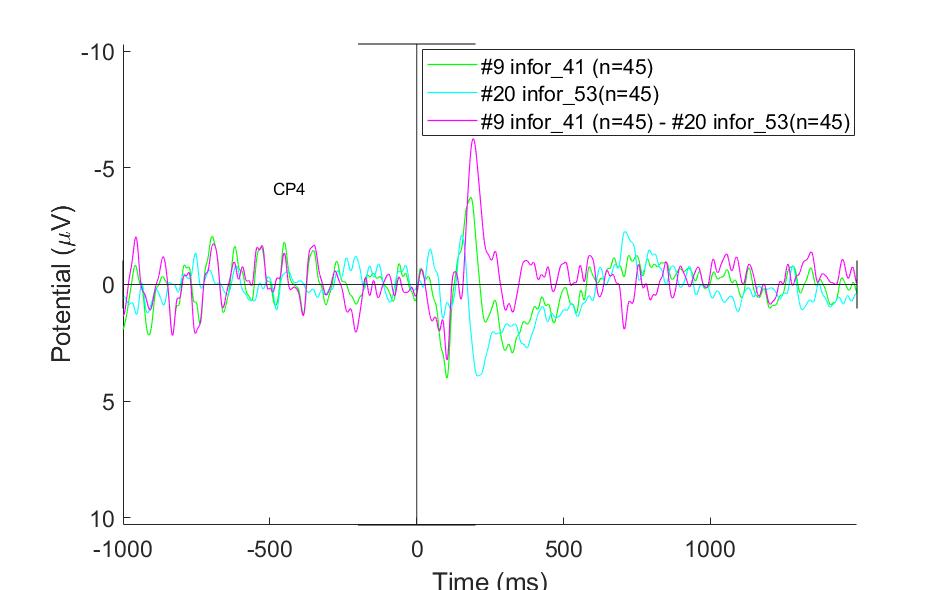 -10
#9 infor_41 (n=45)
#20 infor_53(n=45)
#9 infor_41 (n=45) - #20 infor_53(n=45)
-5
CP4
Potential (μV)
0
5
10
-1000 -500 0 500 1000
Time (ms)